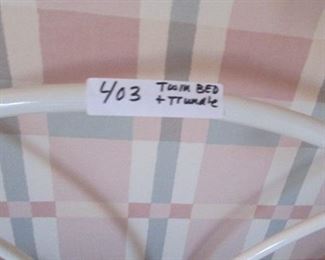 403 Twin BED
+ Trundle